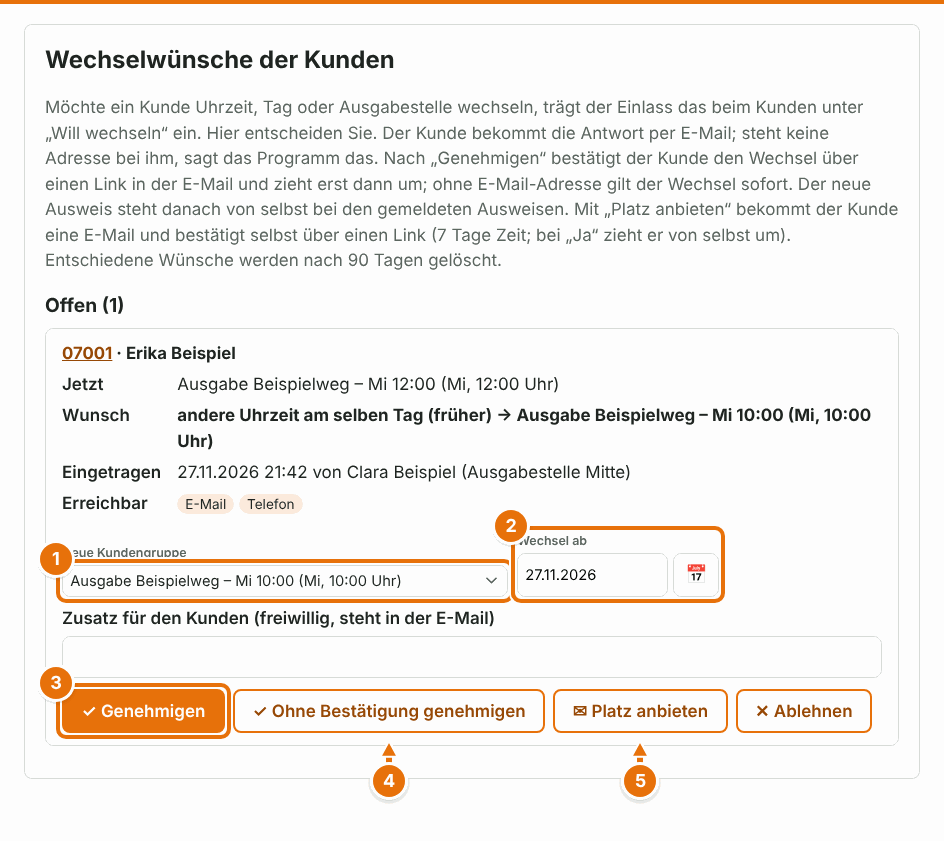 Wechselwünsche der Kunden
Möchte ein Kunde Uhrzeit, Tag oder Ausgabestelle wechseln, trägt der Einlass das beim Kunden unter
„Will wechseln“ ein. Hier entscheiden Sie. Der Kunde bekommt die Antwort per E-Mail; steht keine
Adresse bei ihm, sagt das Programm das. Nach „Genehmigen“ bestätigt der Kunde den Wechsel über
einen Link in der E-Mail und zieht erst dann um; ohne E-Mail-Adresse gilt der Wechsel sofort. Der neue
Ausweis steht danach von selbst bei den gemeldeten Ausweisen. Mit „Platz anbieten“ bekommt der Kunde
eine E-Mail und bestätigt selbst über einen Link (7 Tage Zeit; bei „Ja“ zieht er von selbst um).
Entschiedene Wünsche werden nach 90 Tagen gelöscht.
Offen (1)
07001 · Erika Beispiel
Jetzt Ausgabe Beispielweg – Mi 12:00 (Mi, 12:00 Uhr)
Wunsch andere Uhrzeit am selben Tag (früher) → Ausgabe Beispielweg – Mi 10:00 (Mi, 10:00
Uhr)
Eingetragen 27.11.2026 21:42 von Clara Beispiel (Ausgabestelle Mitte)
Erreichbar E-Mail Telefon
1 eue Kundengruppe
2 Wechsel ab
Ausgabe Beispielweg – Mi 10:00 (Mi, 10:00 Uhr) 27.11.2026 📅
Zusatz für den Kunden (freiwillig, steht in der E-Mail)
3
✓ Genehmigen ✓ Ohne Bestätigung genehmigen ✉ Platz anbieten ✕ Ablehnen
4 5